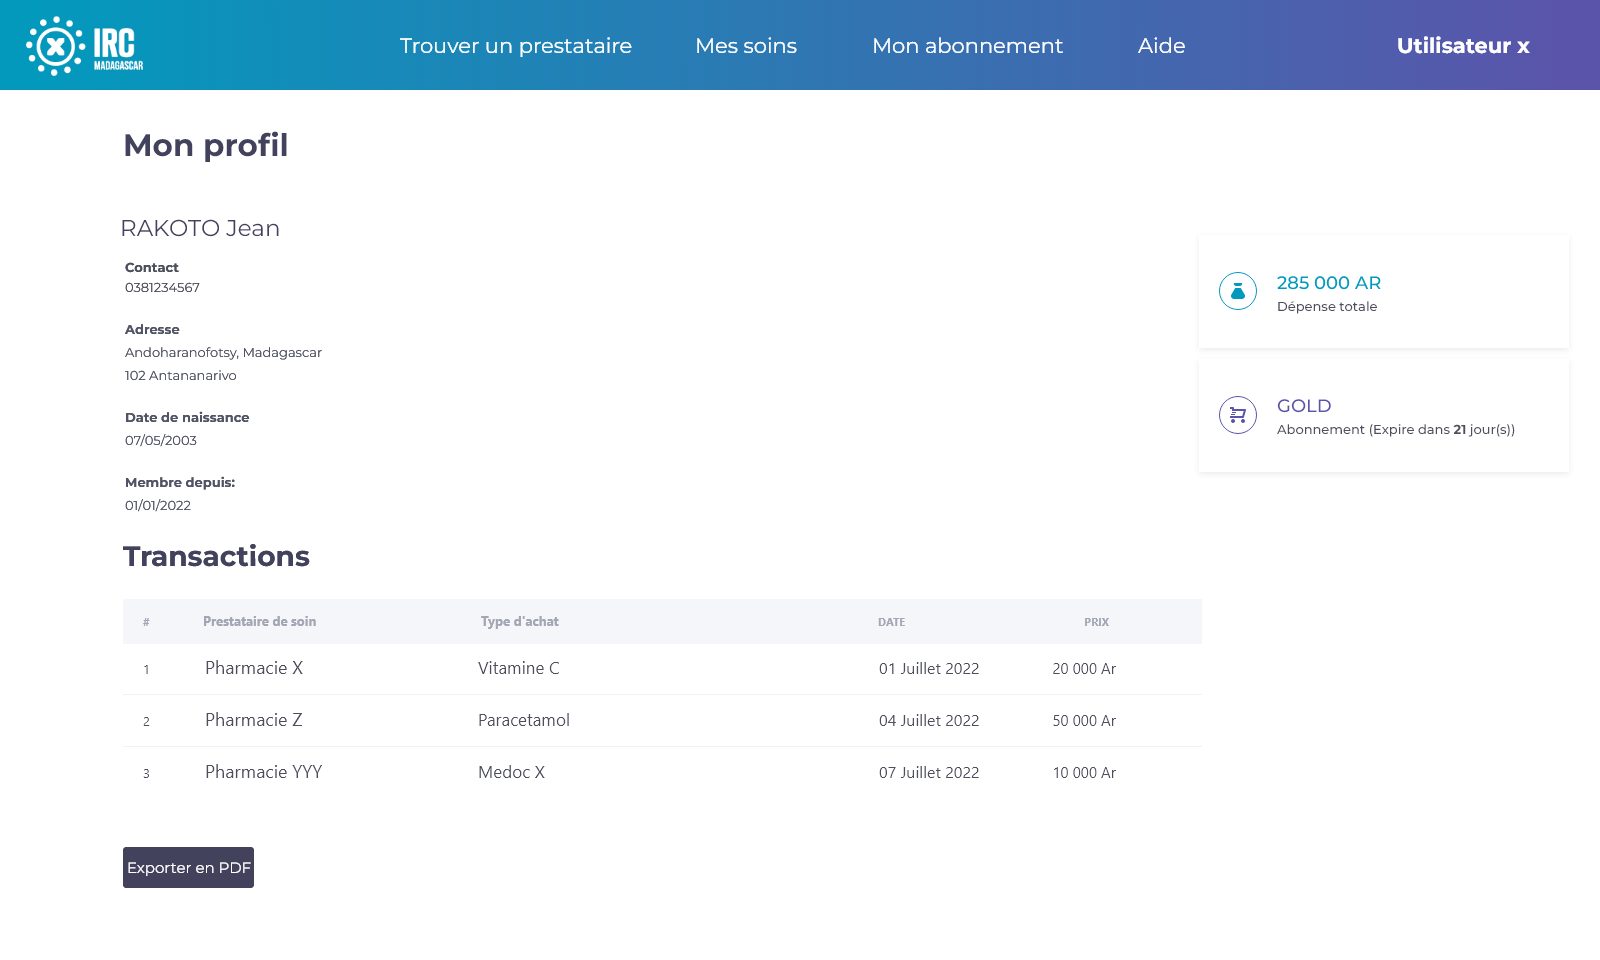 IRC
MADAGASCAR
Trouver un prestataire
Mes soins
Mon abonnement
Aide
Utilisateur x
Mon profil
RAKOTO Jean
Contact
0381234567
Adresse
Andoharanofotsy, Madagascar
102 Antananarivo
Date de naissance
07/05/2003
Membre depuis:
01/01/2022
285 000 AR
Dépense totale
GOLD
Abonnement (Expire dans 21 jour(s))
Transactions
# Prestataire de soin Type d'achat DATE PRIX
1 Pharmacie X Vitamine C 01 Juillet 2022 20 000 Ar
2 Pharmacie Z Paracetamol 04 Juillet 2022 50 000 Ar
3 Pharmacie YYY Medoc X 07 Juillet 2022 10 000 Ar
Exporter en PDF